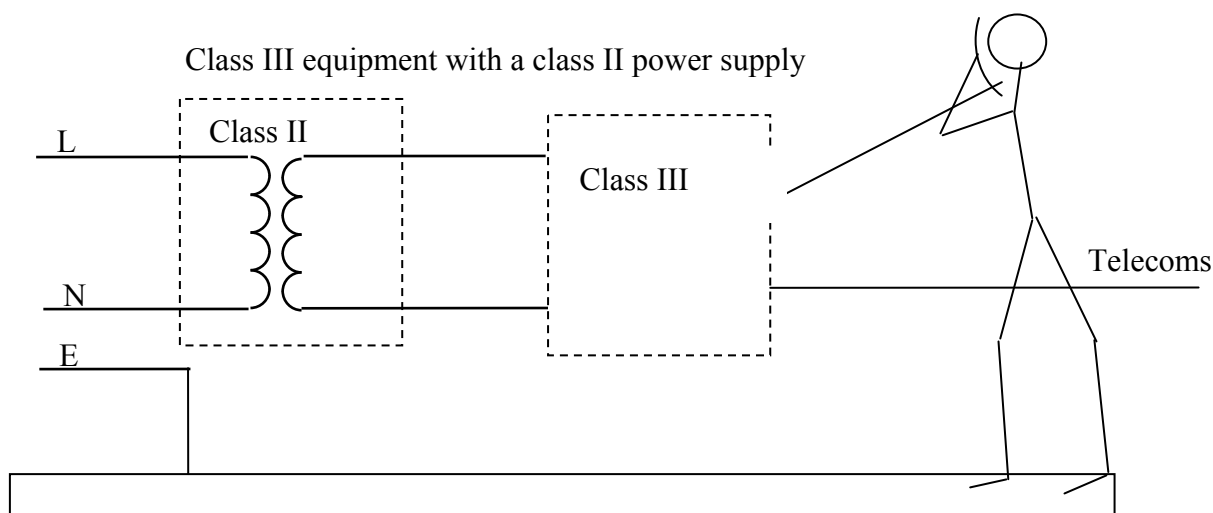 Class III equipment with a class II power supply
Class II
L
Class III
Telecoms
N
E